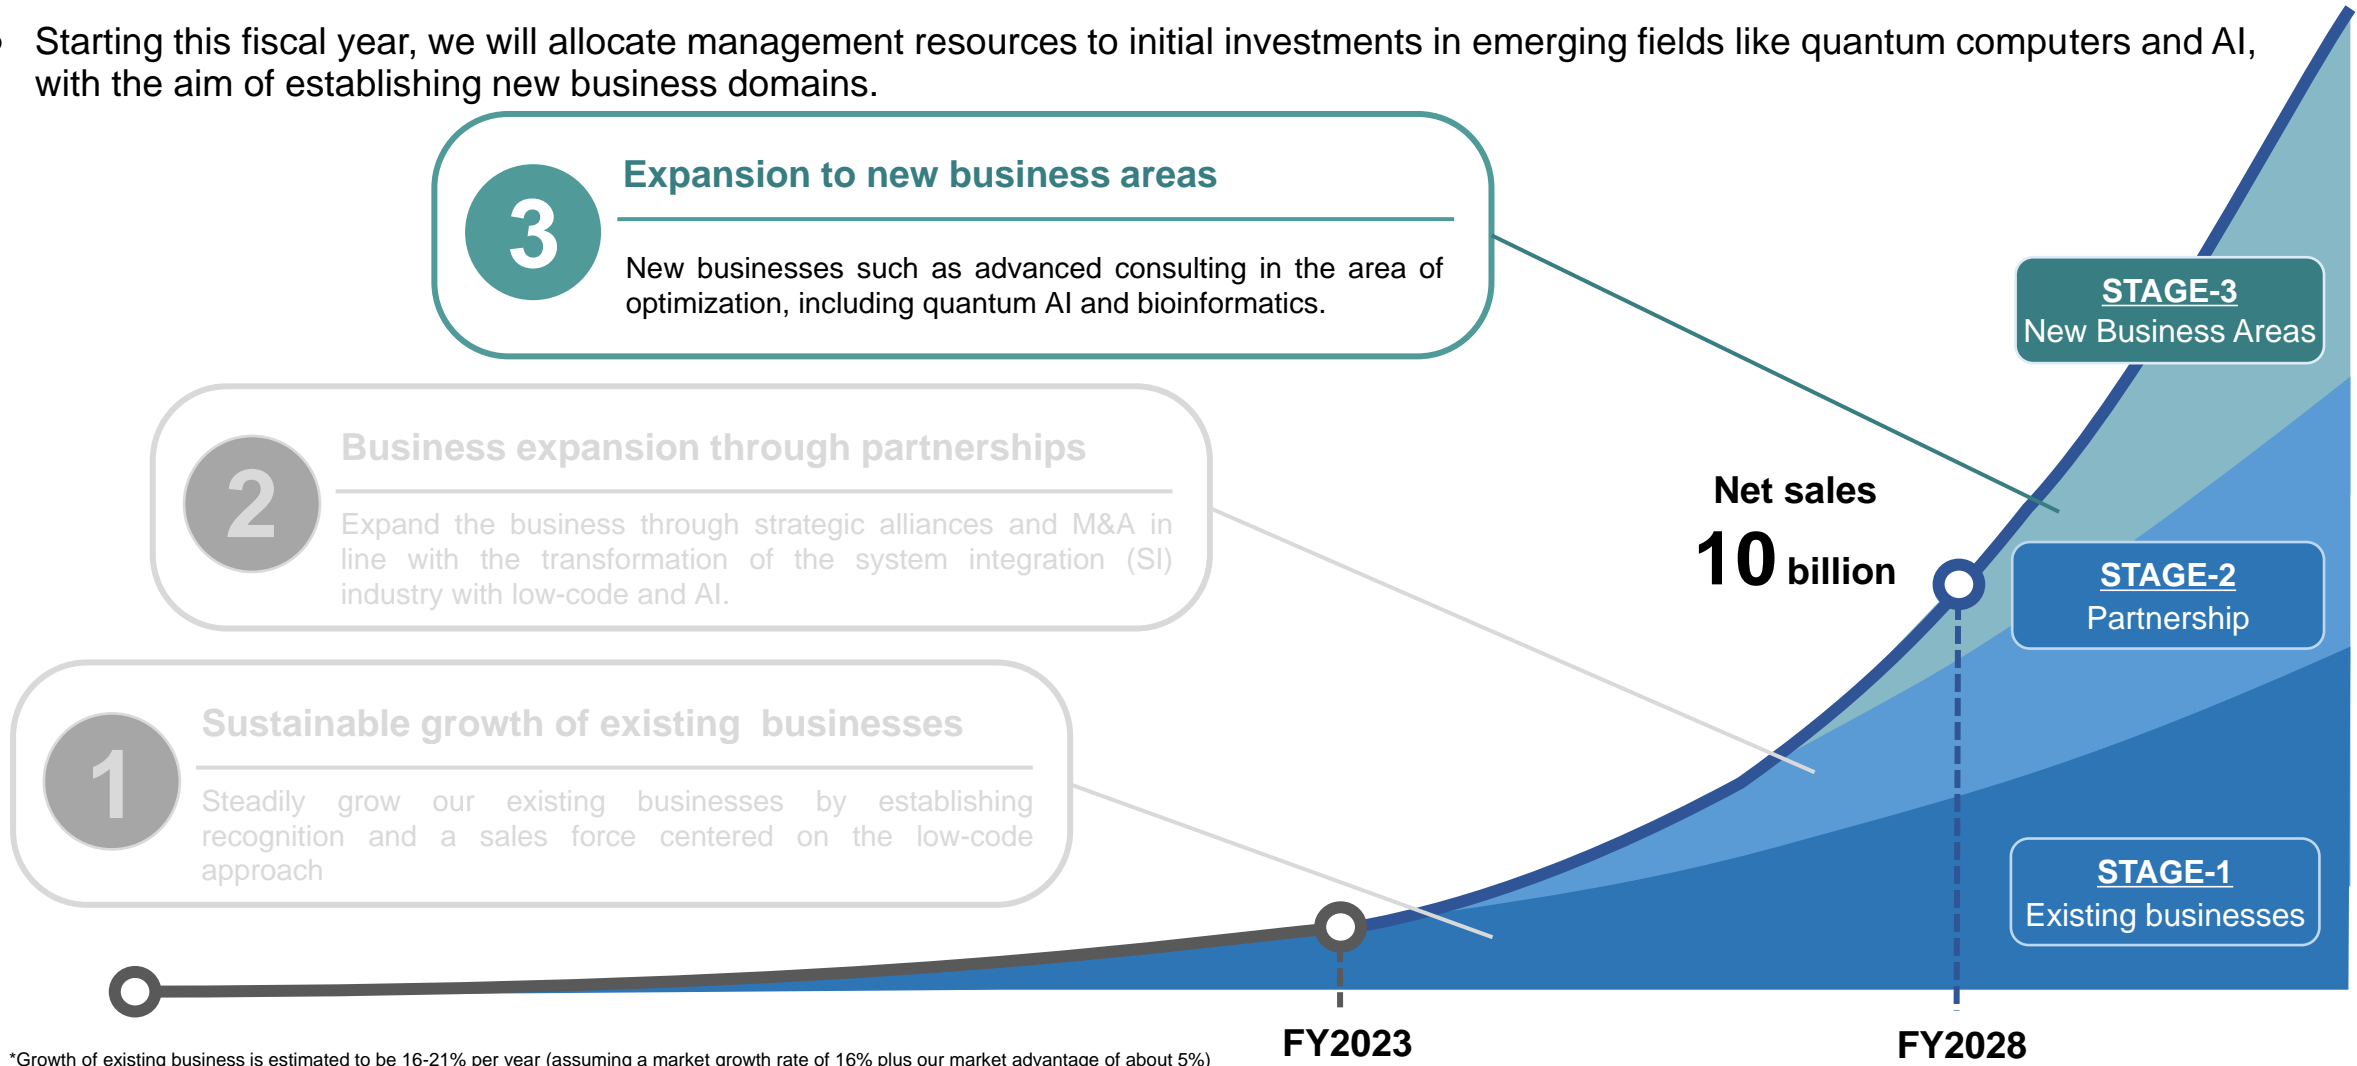 • Starting this fiscal year, we will allocate management resources to initial investments in emerging fields like quantum computers and AI,
with the aim of establishing new business domains.
3
Expansion to new business areas
New businesses such as advanced consulting in the area of
optimization, including quantum AI and bioinformatics.
STAGE-3
New Business Areas
2
Business expansion through partnerships
Expand the business through strategic alliances and M&A in
line with the transformation of the system integration (SI)
industry with low-code and AI.
Net sales
10 billion
STAGE-2
Partnership
1
Sustainable growth of existing businesses
Steadily grow our existing businesses by establishing
recognition and a sales force centered on the low-code
approach
STAGE-1
Existing businesses
FY2023
FY2028
*Growth of existing business is estimated to be 16-21% per year (assuming a market growth rate of 16% plus our market advantage of about 5%)